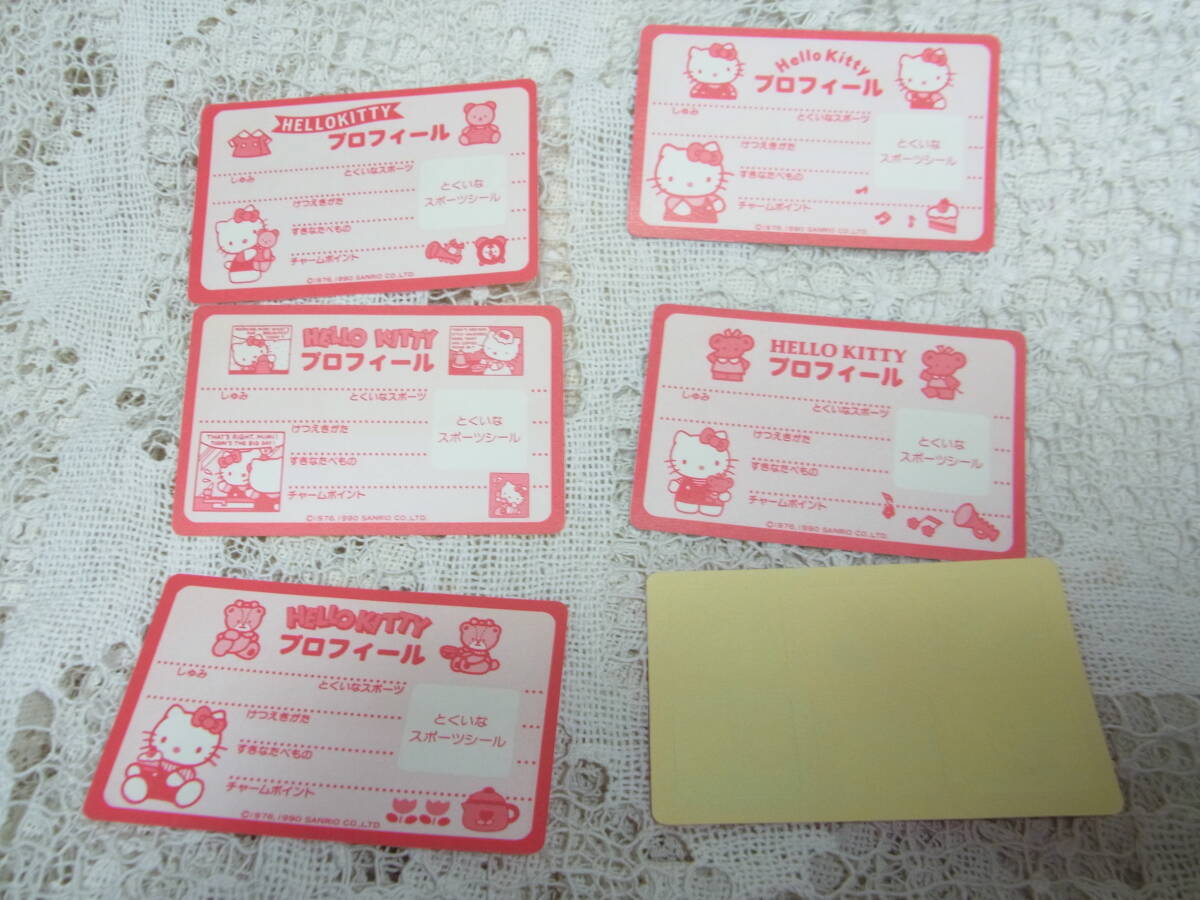 HELLOKITTY
プロフィール
しゅみ
とくいなスポーツ
けつえきがた
すきなたべもの
チャームポイント
とくいな
スポーツシール
©1976,1990 SANRIO CO.,LTD.
Hello Kitty
プロフィール
しゅみ
とくいなスポーツ
けつえきがた
すきなたべもの
チャームポイント
とくいな
スポーツシール
©1976,1990 SANRIO CO.,LTD.
HELLO KITTY
プロフィール
しゅみ
とくいなスポーツ
けつえきがた
すきなたべもの
チャームポイント
とくいな
スポーツシール
THAT'S RIGHT, MIMI!
©1976,1990 SANRIO CO.,LTD.
HELLO KITTY
プロフィール
しゅみ
とくいなスポーツ
けつえきがた
すきなたべもの
チャームポイント
とくいな
スポーツシール
©1976,1990 SANRIO CO.,LTD.
HELLO KITTY
プロフィール
しゅみ
とくいなスポーツ
けつえきがた
すきなたべもの
チャームポイント
とくいな
スポーツシール
©1976,1990 SANRIO CO.,LTD.